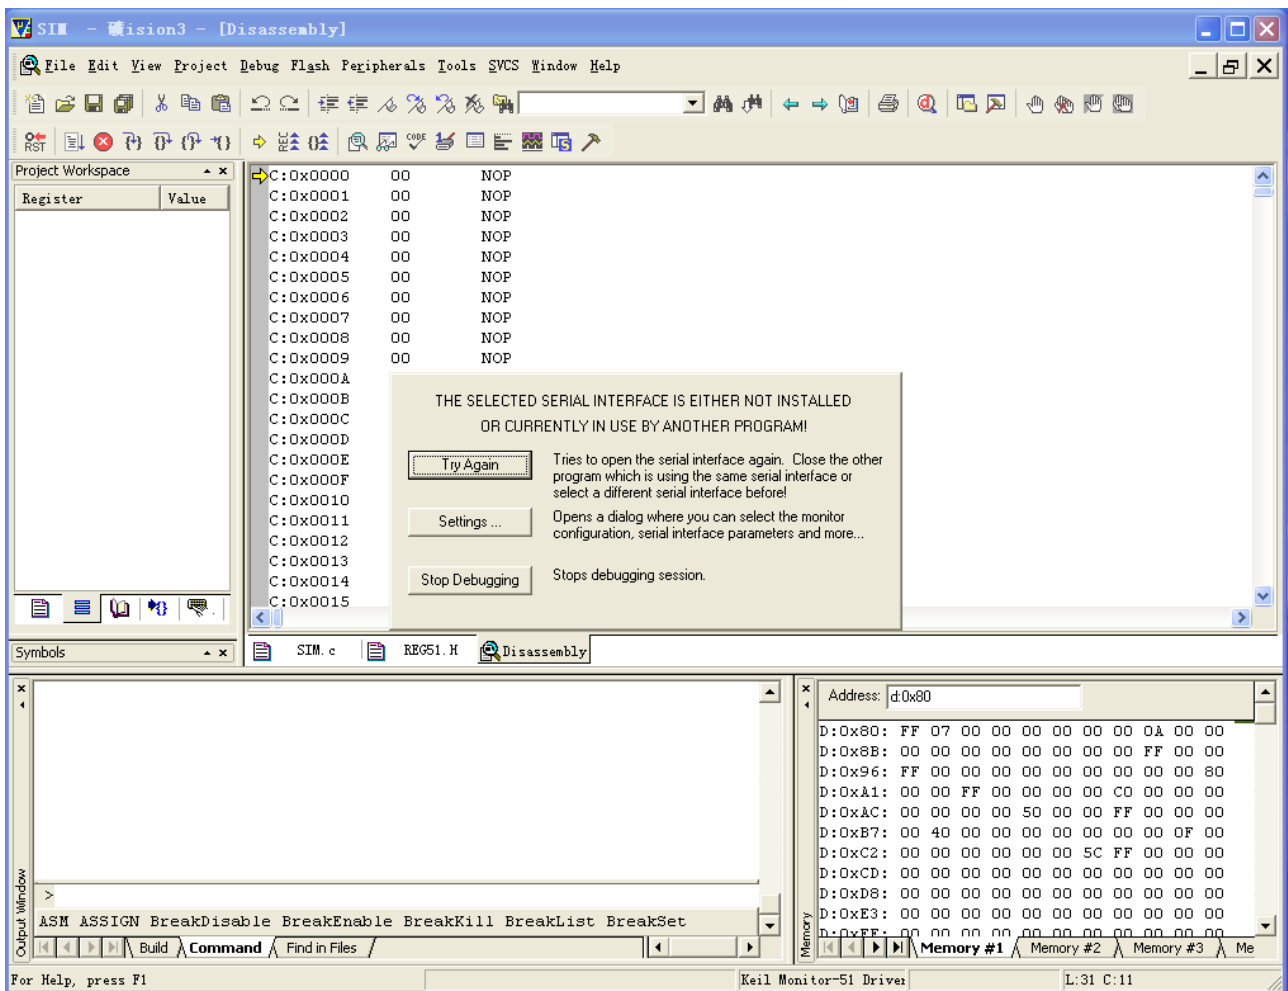 SIM - 礦ision3 - [Disassembly]
File Edit View Project Debug Flash Peripherals Tools SVCS Window Help
RST REC CODE
Project Workspace
Register Value
C:0x0000 00 NOP
C:0x0001 00 NOP
C:0x0002 00 NOP
C:0x0003 00 NOP
C:0x0004 00 NOP
C:0x0005 00 NOP
C:0x0006 00 NOP
C:0x0007 00 NOP
C:0x0008 00 NOP
C:0x0009 00 NOP
C:0x000A
C:0x000B
C:0x000C
C:0x000D
C:0x000E
C:0x000F
C:0x0010
C:0x0011
C:0x0012
C:0x0013
C:0x0014
C:0x0015
THE SELECTED SERIAL INTERFACE IS EITHER NOT INSTALLED
OR CURRENTLY IN USE BY ANOTHER PROGRAM!
Try Again
Tries to open the serial interface again. Close the other
program which is using the same serial interface or
select a different serial interface before!
Settings ...
Opens a dialog where you can select the monitor
configuration, serial interface parameters and more...
Stop Debugging
Stops debugging session.
Symbols
SIM.c REG51.H Disassembly
>
ASM ASSIGN BreakDisable BreakEnable BreakKill BreakList BreakSet
Output Window
Build Command Find in Files
Address: d:0x80
D:0x80: FF 07 00 00 00 00 00 00 0A 00 00
D:0x8B: 00 00 00 00 00 00 00 00 FF 00 00
D:0x96: FF 00 00 00 00 00 00 00 00 00 80
D:0xA1: 00 00 FF 00 00 00 00 C0 00 00 00
D:0xAC: 00 00 00 00 50 00 00 FF 00 00 00
D:0xB7: 00 40 00 00 00 00 00 00 00 0F 00
D:0xC2: 00 00 00 00 00 00 5C FF 00 00 00
D:0xCD: 00 00 00 00 00 00 00 00 00 00 00
D:0xD8: 00 00 00 00 00 00 00 00 00 00 00
D:0xE3: 00 00 00 00 00 00 00 00 00 00 00
Memory
Memory #1 Memory #2 Memory #3 Me
For Help, press F1
Keil Monitor-51 Driver
L:31 C:11